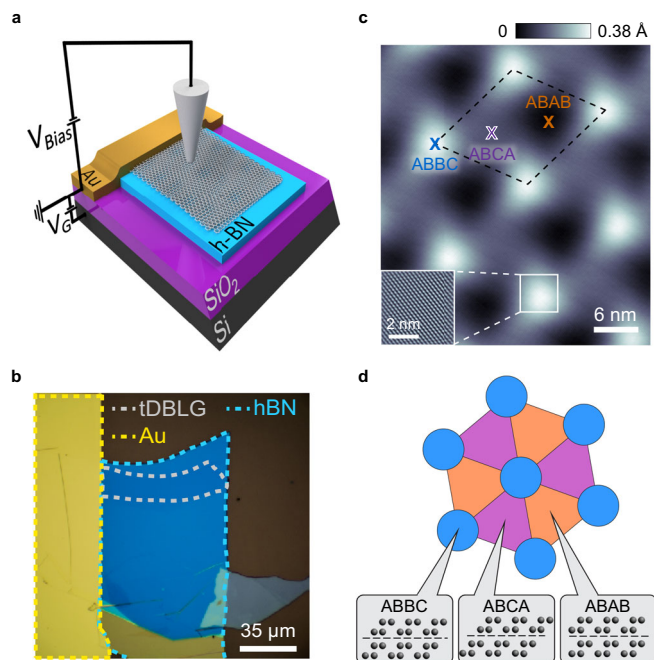 a
V_Bias
Au
V_G
h-BN
SiO₂
Si
b
tDBLG hBN
Au
35 µm
c
0 0.38 Å
ABAB
X
X
X
ABCA
ABBC
2 nm
6 nm
d
ABBC ABCA ABAB